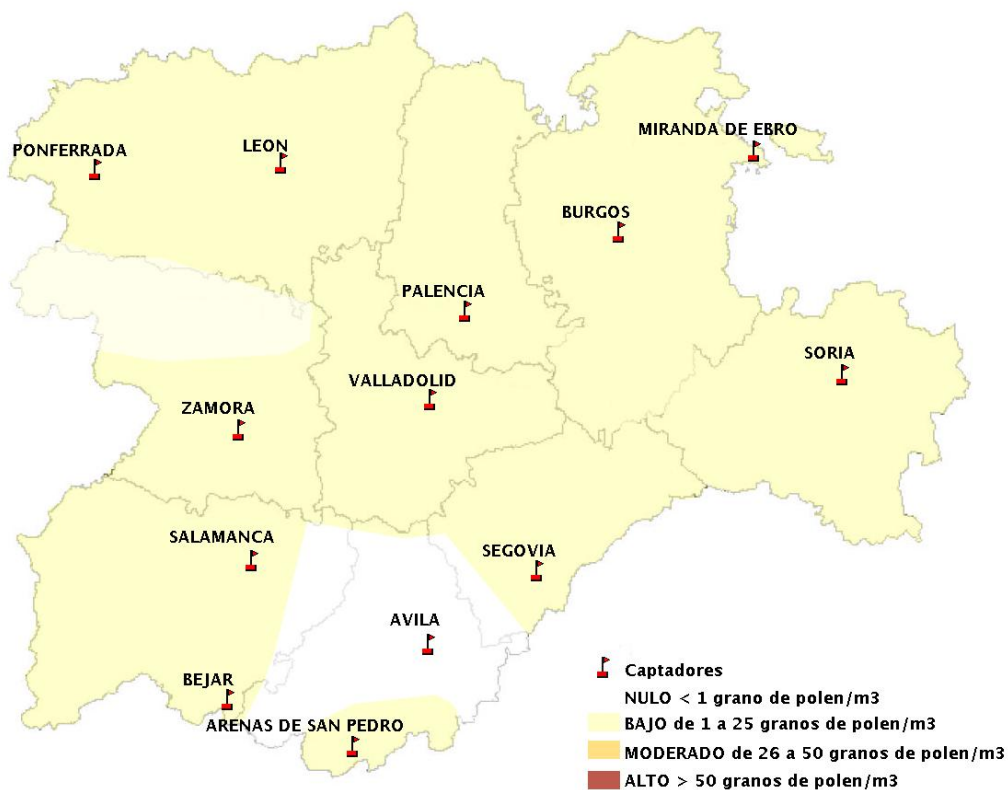 MIRANDA DE EBRO
PONFERRADA
LEON
BURGOS
PALENCIA
SORIA
VALLADOLID
ZAMORA
SALAMANCA
SEGOVIA
AVILA
BEJAR
ARENAS DE SAN PEDRO
Captadores
NULO < 1 grano de polen/m3
BAJO de 1 a 25 granos de polen/m3
MODERADO de 26 a 50 granos de polen/m3
ALTO > 50 granos de polen/m3